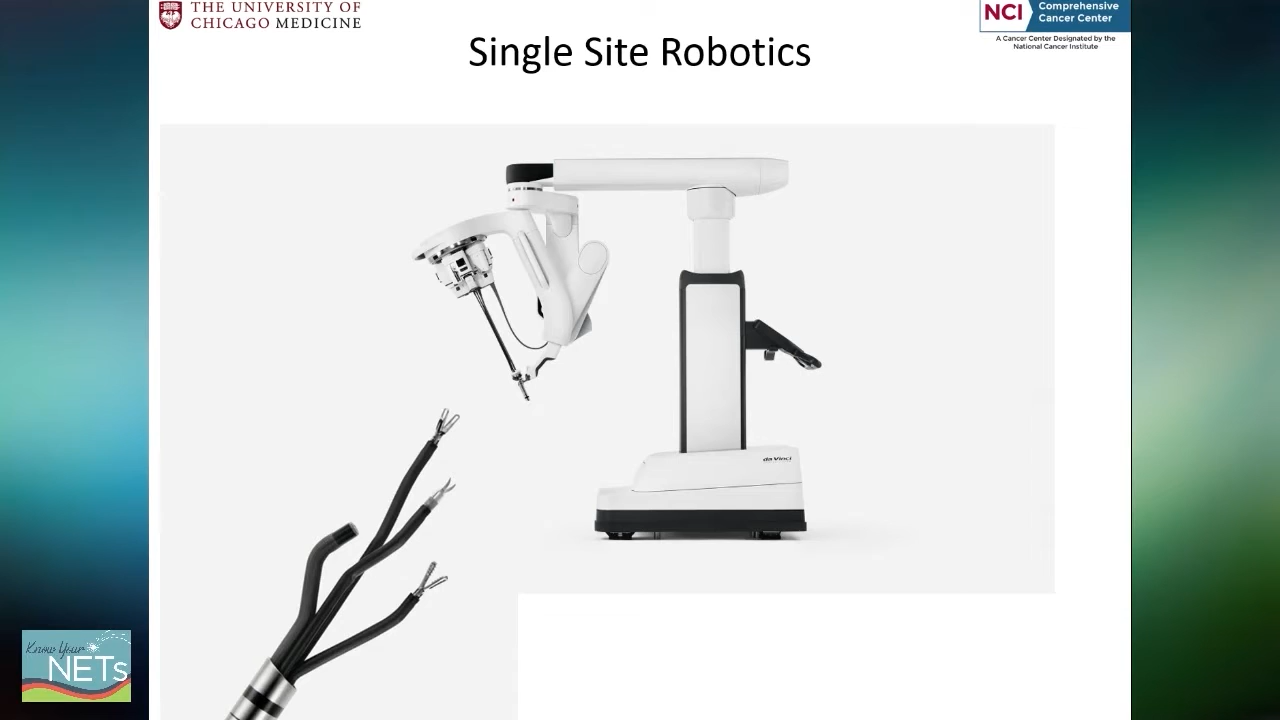 THE UNIVERSITY OF
CHICAGO MEDICINE
NCI
Comprehensive
Cancer Center
A Cancer Center Designated by the
National Cancer Institute
Single Site Robotics
da Vinci
Know Your
NETs